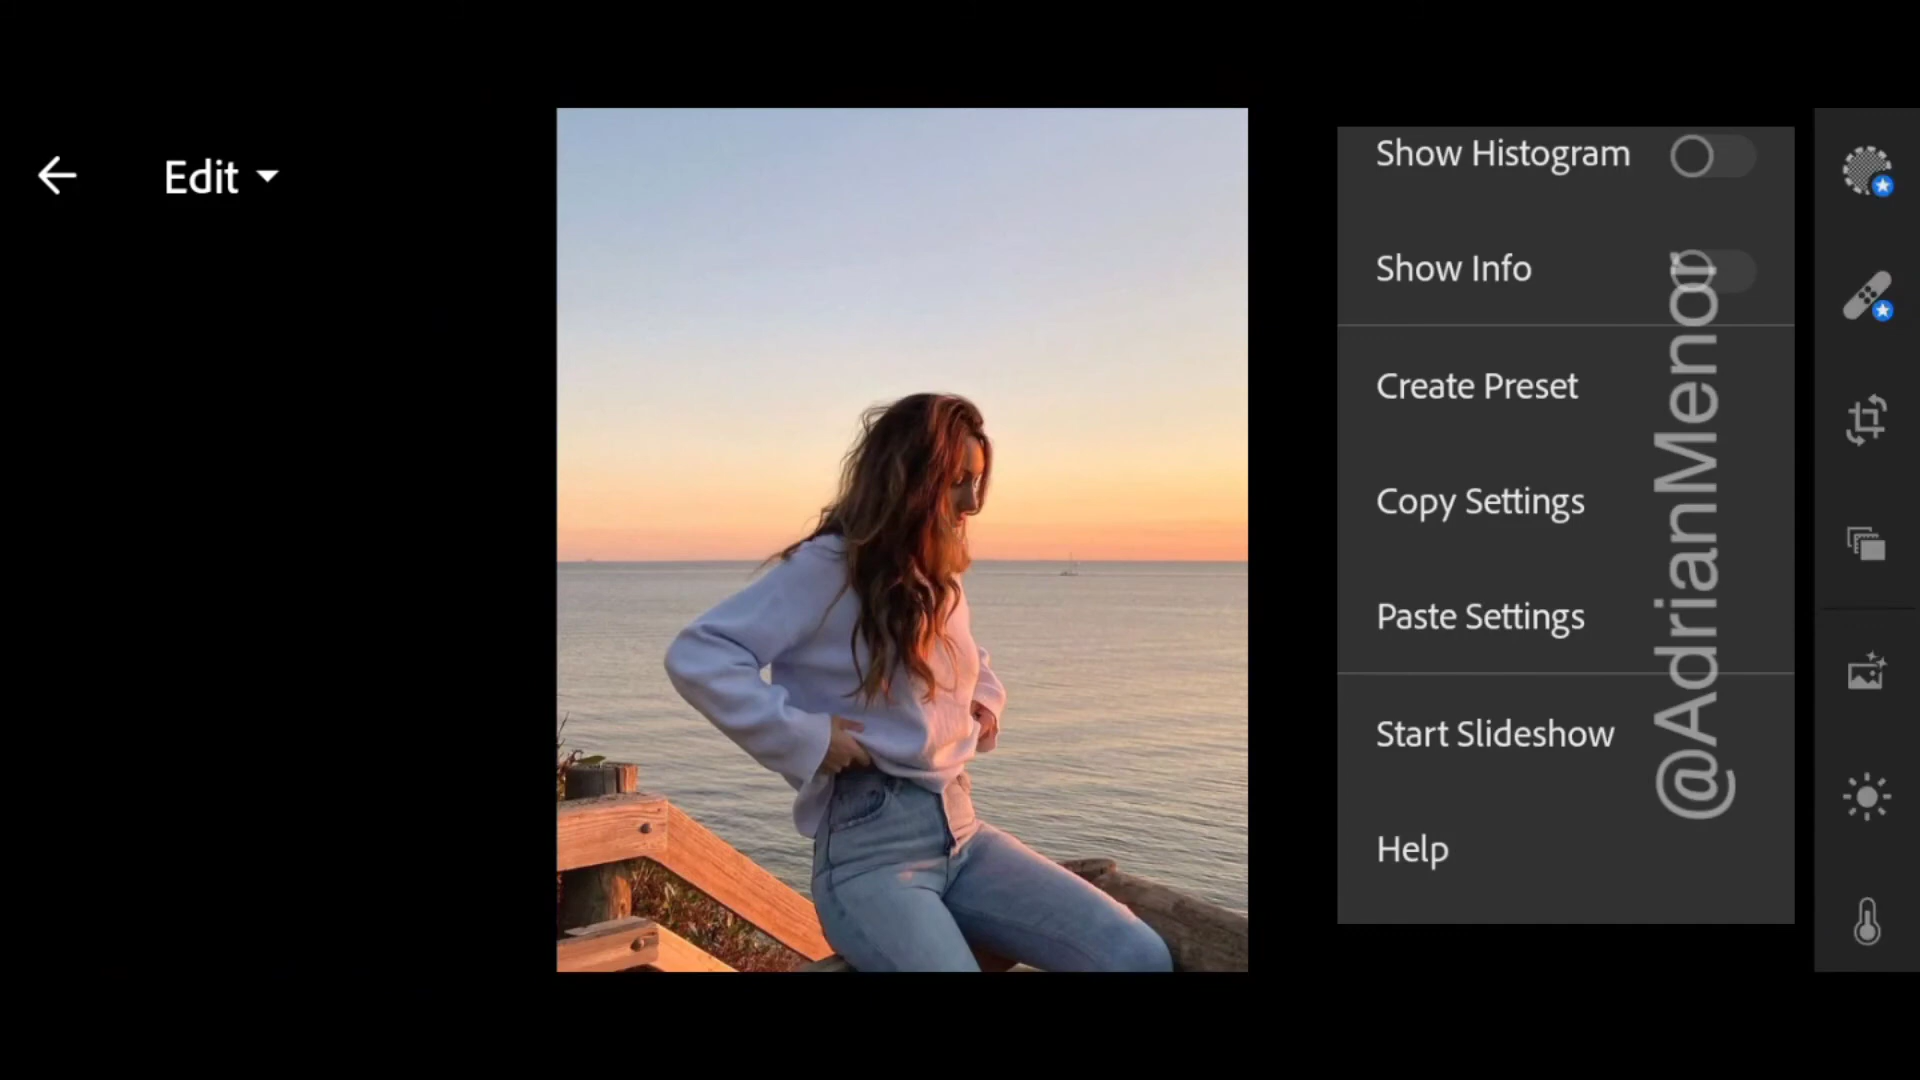 Edit
Show Histogram
Show Info
Create Preset
Copy Settings
Paste Settings
Start Slideshow
Help
@AdrianMenor